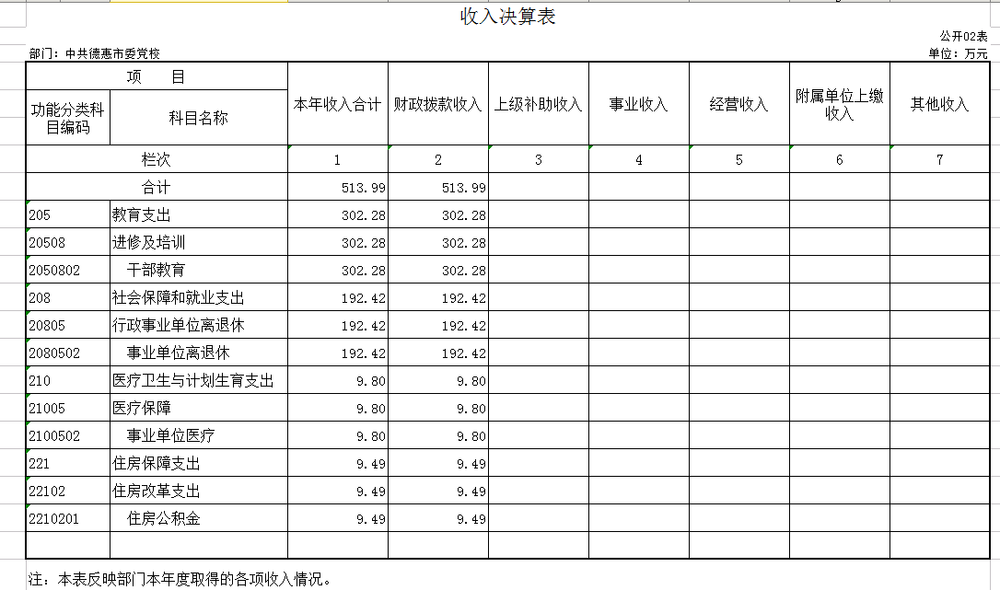 收入决算表
公开02表
部门：中共德惠市委党校 单位：万元
项 目 本年收入合计 财政拨款收入 上级补助收入 事业收入 经营收入 附属单位上缴收入 其他收入
功能分类科目编码 科目名称
栏次 1 2 3 4 5 6 7
合计 513.99 513.99
205 教育支出 302.28 302.28
20508 进修及培训 302.28 302.28
2050802 干部教育 302.28 302.28
208 社会保障和就业支出 192.42 192.42
20805 行政事业单位离退休 192.42 192.42
2080502 事业单位离退休 192.42 192.42
210 医疗卫生与计划生育支出 9.80 9.80
21005 医疗保障 9.80 9.80
2100502 事业单位医疗 9.80 9.80
221 住房保障支出 9.49 9.49
22102 住房改革支出 9.49 9.49
2210201 住房公积金 9.49 9.49
注：本表反映部门本年度取得的各项收入情况。